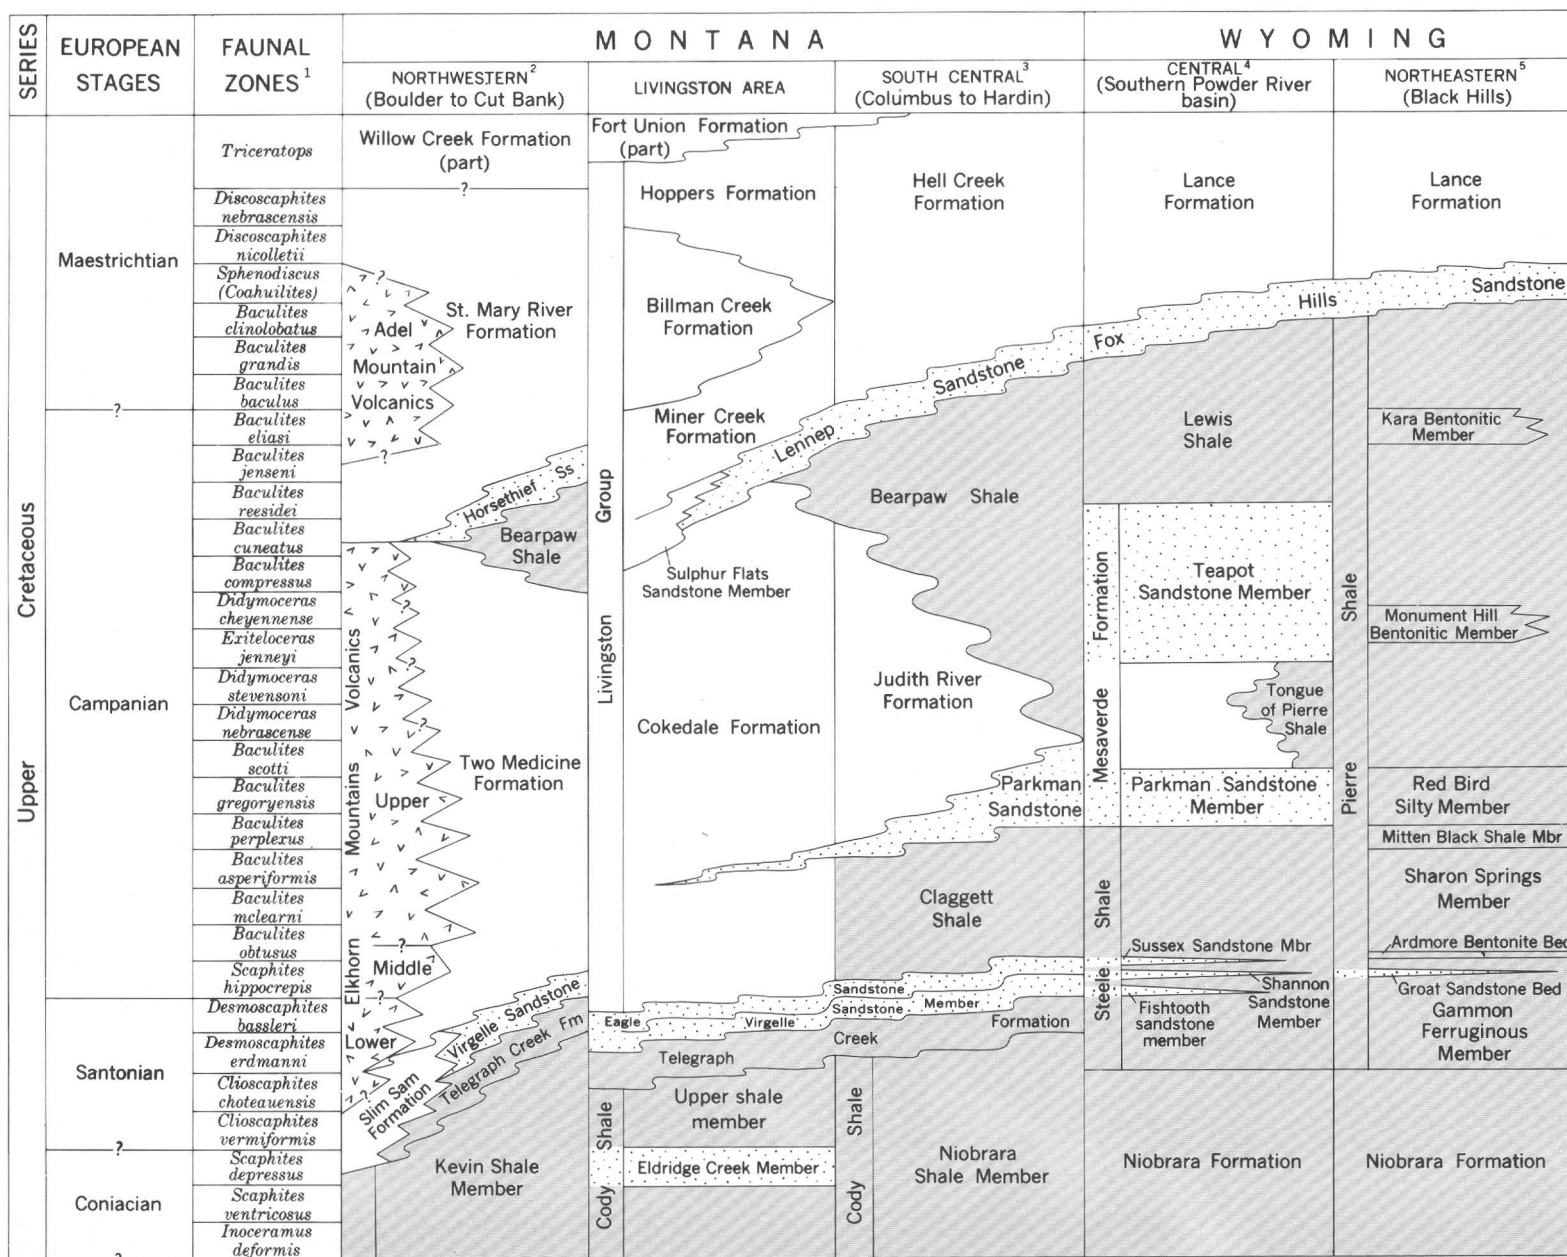 SERIES
EUROPEAN
STAGES
FAUNAL
ZONES 1
MONTANA
WYOMING
NORTHWESTERN 2
(Boulder to Cut Bank)
LIVINGSTON AREA
SOUTH CENTRAL 3
(Columbus to Hardin)
CENTRAL 4
(Southern Powder River
basin)
NORTHEASTERN 5
(Black Hills)
Upper Cretaceous
Maestrichtian
?
Campanian
Santonian
?
Coniacian
?
Triceratops
Discoscaphites
nebrascensis
Discoscaphites
nicolletii
Sphenodiscus
(Coahuilites)
Baculites
clinolobatus
Baculites
grandis
Baculites
baculus
Baculites
eliasi
Baculites
jenseni
Baculites
reesidei
Baculites
cuneatus
Baculites
compressus
Didymoceras
cheyennense
Exiteloceras
jenneyi
Didymoceras
stevensoni
Didymoceras
nebrascense
Baculites
scotti
Baculites
gregoryensis
Baculites
perplexus
Baculites
asperiformis
Baculites
mclearni
Baculites
obtusus
Scaphites
hippocrepis
Desmoscaphites
bassleri
Desmoscaphites
erdmanni
Clioscaphites
choteauensis
Clioscaphites
vermiformis
Scaphites
depressus
Scaphites
ventricosus
Inoceramus
deformis
Willow Creek Formation
(part)
?
?
Adel
Mountain
Volcanics
?
St. Mary River
Formation
Horsethief Ss
Bearpaw
Shale
Elkhorn Mountains Volcanics
?
?
?
Upper
?
Middle
?
Lower
?
Two Medicine
Formation
Virgelle Sandstone
Telegraph Creek Fm
Slim Sam
Formation
Kevin Shale
Member
Fort Union Formation
(part)
Livingston Group
Hoppers Formation
Billman Creek
Formation
Miner Creek
Formation
Sulphur Flats
Sandstone Member
Cokedale Formation
Eagle Sandstone
Virgelle Sandstone Member
Telegraph Creek Formation
Cody Shale
Upper shale
member
Eldridge Creek Member
Hell Creek
Formation
Lennep Sandstone
Bearpaw Shale
Judith River
Formation
Parkman
Sandstone
Claggett
Shale
Cody Shale
Niobrara
Shale Member
Lance
Formation
Fox Hills Sandstone
Lewis
Shale
Mesaverde Formation
Teapot
Sandstone Member
Tongue
of Pierre
Shale
Parkman Sandstone
Member
Steele Shale
Sussex Sandstone Mbr
Shannon
Sandstone
Member
Fishtooth
sandstone
member
Niobrara Formation
Lance
Formation
Pierre Shale
Kara Bentonitic
Member
Monument Hill
Bentonitic Member
Red Bird
Silty Member
Mitten Black Shale Mbr
Sharon Springs
Member
Ardmore Bentonite Bed
Groat Sandstone Bed
Gammon
Ferruginous
Member
Niobrara Formation